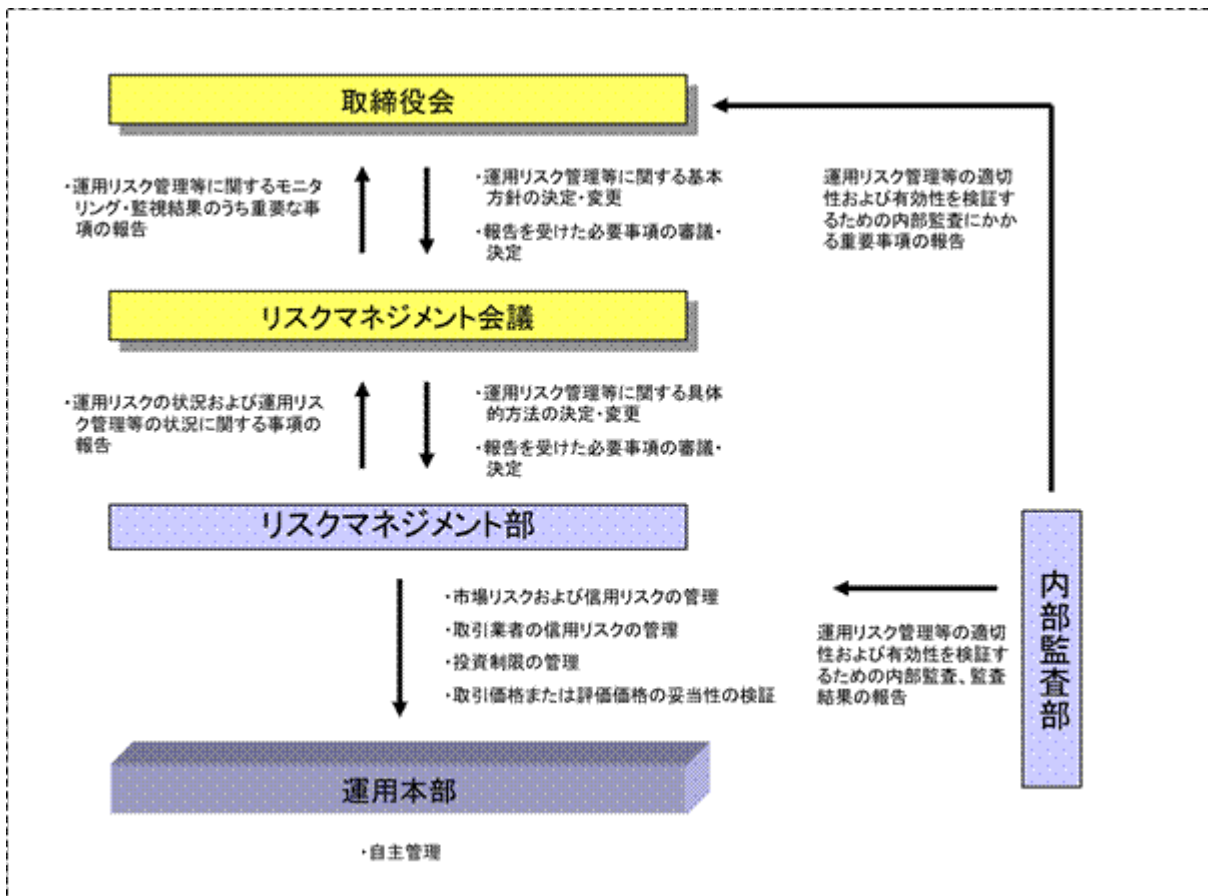 取締役会
・運用リスク管理等に関するモニ
タリング・監視結果のうち重要な事
項の報告
・運用リスク管理等に関する基本
方針の決定・変更
・報告を受けた必要事項の審議・
決定
運用リスク管理等の適切
性および有効性を検証す
るための内部監査にかか
る重要事項の報告
リスクマネジメント会議
・運用リスクの状況および運用リス
ク管理等の状況に関する事項の
報告
・運用リスク管理等に関する具体
的方法の決定・変更
・報告を受けた必要事項の審議・
決定
リスクマネジメント部
・市場リスクおよび信用リスクの管理
・取引業者の信用リスクの管理
・投資制限の管理
・取引価格または評価価格の妥当性の検証
運用リスク管理等の適切
性および有効性を検証す
るための内部監査、監査
結果の報告
内部監査部
運用本部
・自主管理